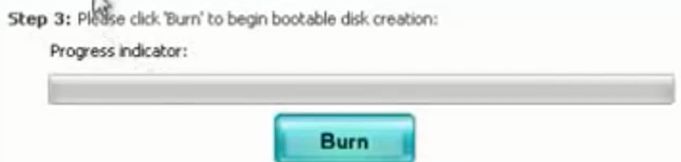 Step 3: Please click 'Burn' to begin bootable disk creation:
Progress indicator:
Burn